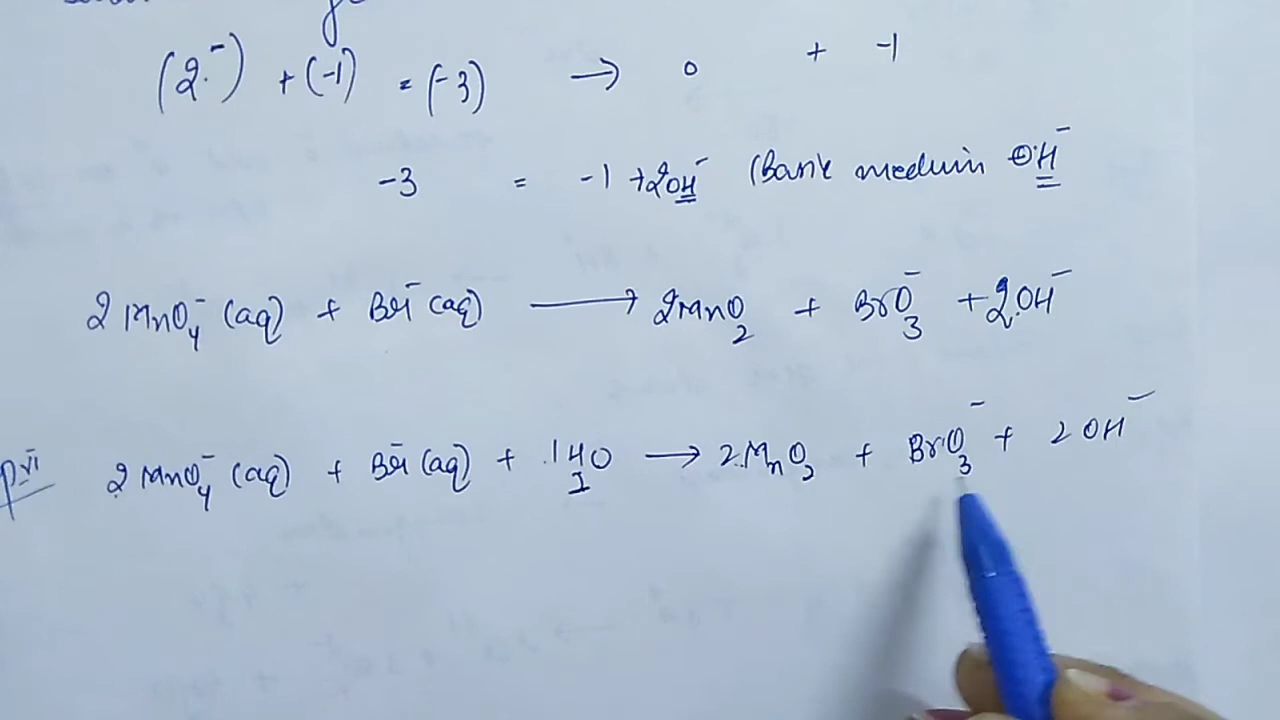 (2⁻) + (-1) = (-3) → 0 + -1
-3 = -1 + 2OH⁻ (Basic medium OH⁻
2MnO₄⁻ (aq) + Br⁻ (aq) → 2MnO₂ + BrO₃⁻ + 2OH⁻
2MnO₄⁻ (aq) + Br⁻ (aq) + 1H₂O → 2MnO₂ + BrO₃⁻ + 2OH⁻